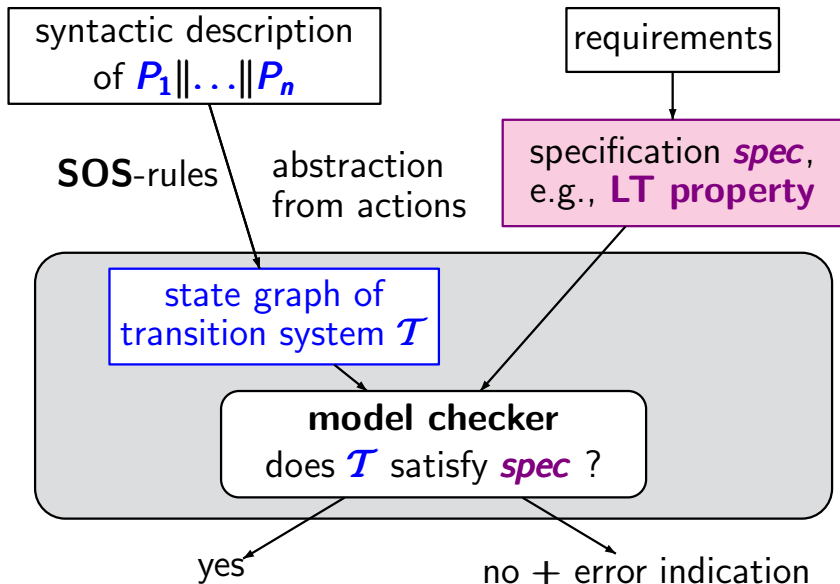 syntactic description
of P₁‖...‖Pₙ
requirements
SOS-rules
abstraction
from actions
specification spec,
e.g., LT property
state graph of
transition system 𝒯
model checker
does 𝒯 satisfy spec ?
yes
no + error indication